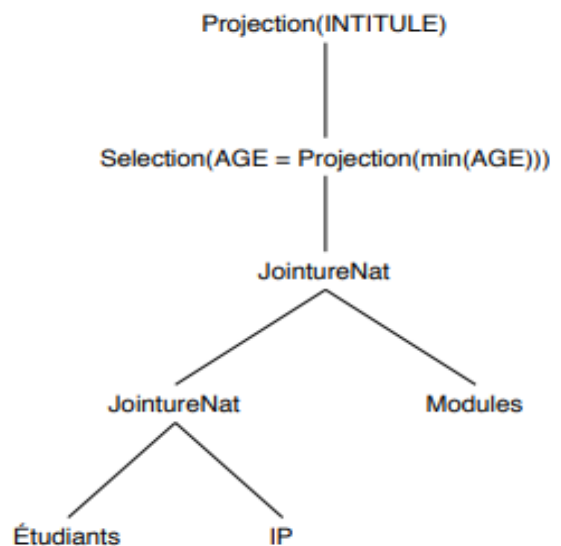 Projection(INTITULE)
Selection(AGE = Projection(min(AGE)))
JointureNat
JointureNat
Modules
Étudiants
IP